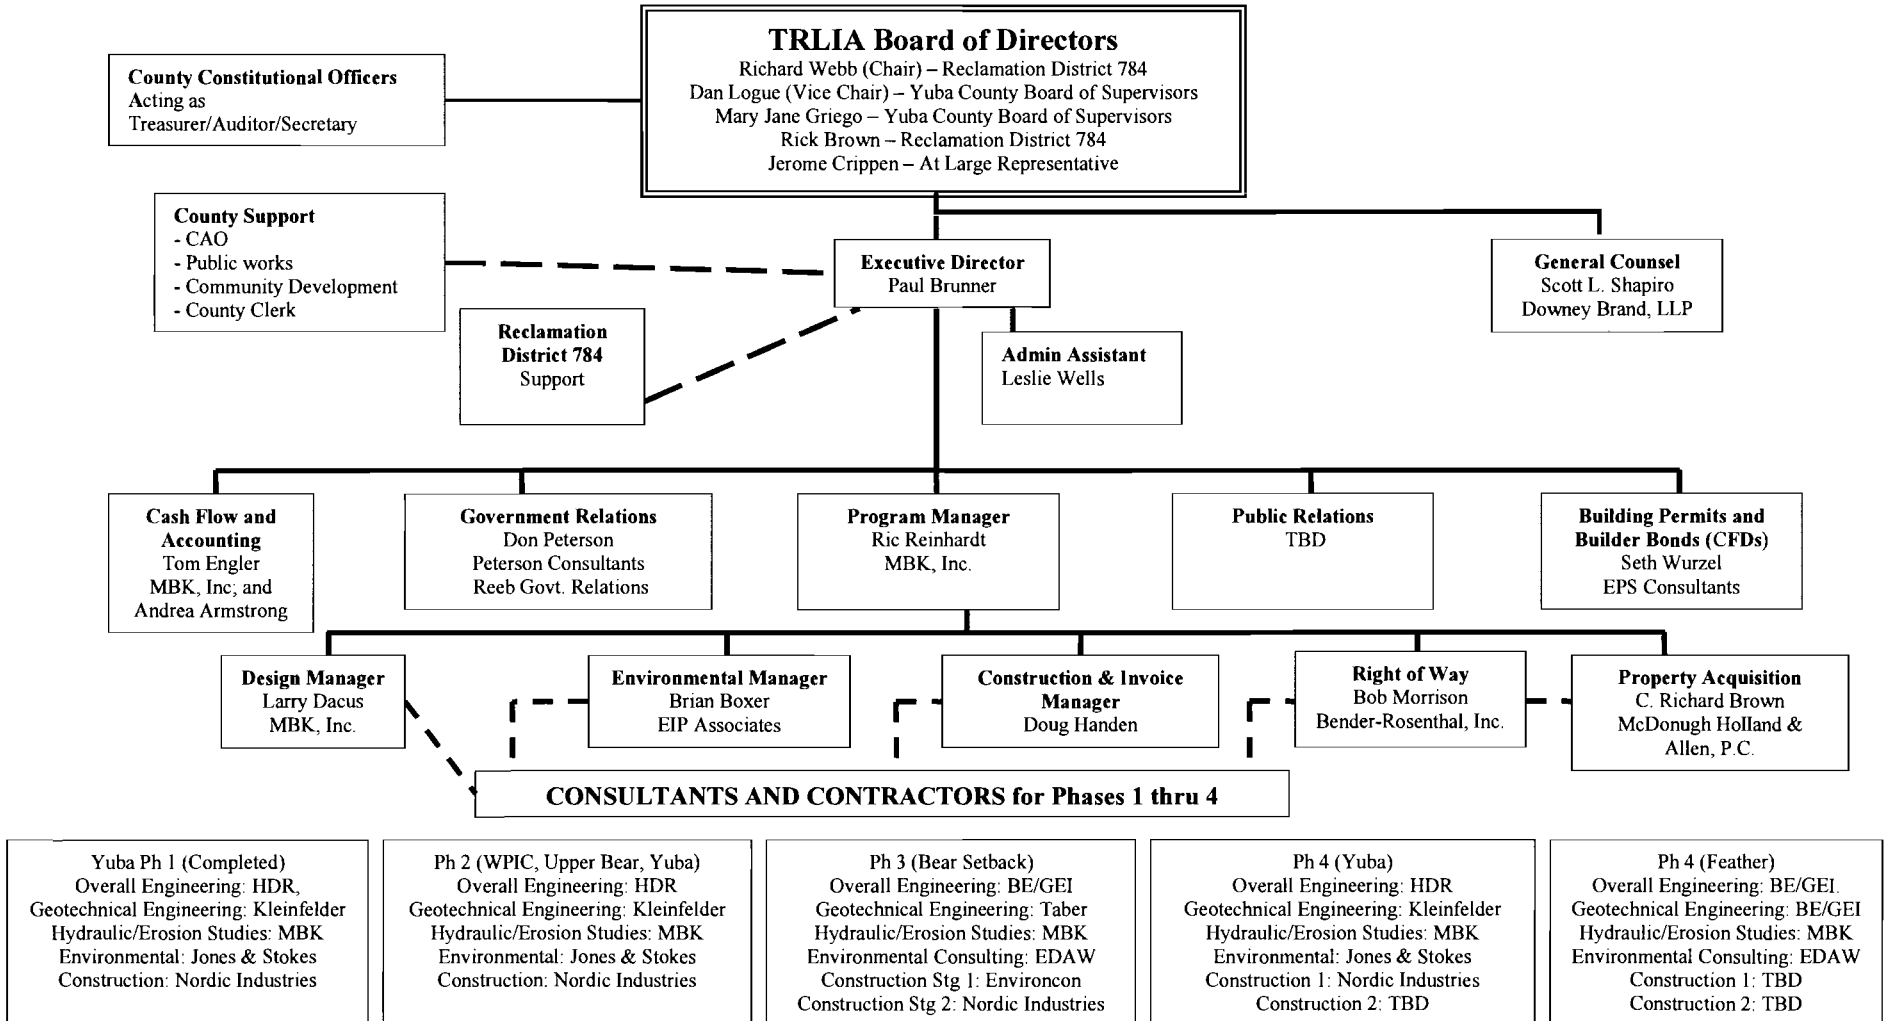 TRLIA Board of Directors
Richard Webb (Chair) – Reclamation District 784
Dan Logue (Vice Chair) – Yuba County Board of Supervisors
Mary Jane Griego – Yuba County Board of Supervisors
Rick Brown – Reclamation District 784
Jerome Crippen – At Large Representative
County Constitutional Officers
Acting as
Treasurer/Auditor/Secretary
County Support
- CAO
- Public works
- Community Development
- County Clerk
Executive Director
Paul Brunner
General Counsel
Scott L. Shapiro
Downey Brand, LLP
Reclamation
District 784
Support
Admin Assistant
Leslie Wells
Cash Flow and
Accounting
Tom Engler
MBK, Inc; and
Andrea Armstrong
Government Relations
Don Peterson
Peterson Consultants
Reeb Govt. Relations
Program Manager
Ric Reinhardt
MBK, Inc.
Public Relations
TBD
Building Permits and
Builder Bonds (CFDs)
Seth Wurzel
EPS Consultants
Design Manager
Larry Dacus
MBK, Inc.
Environmental Manager
Brian Boxer
EIP Associates
Construction & Invoice
Manager
Doug Handen
Right of Way
Bob Morrison
Bender-Rosenthal, Inc.
Property Acquisition
C. Richard Brown
McDonugh Holland &
Allen, P.C.
CONSULTANTS AND CONTRACTORS for Phases 1 thru 4
Yuba Ph 1 (Completed)
Overall Engineering: HDR,
Geotechnical Engineering: Kleinfelder
Hydraulic/Erosion Studies: MBK
Environmental: Jones & Stokes
Construction: Nordic Industries
Ph 2 (WPIC, Upper Bear, Yuba)
Overall Engineering: HDR
Geotechnical Engineering: Kleinfelder
Hydraulic/Erosion Studies: MBK
Environmental: Jones & Stokes
Construction: Nordic Industries
Ph 3 (Bear Setback)
Overall Engineering: BE/GEI
Geotechnical Engineering: Taber
Hydraulic/Erosion Studies: MBK
Environmental Consulting: EDAW
Construction Stg 1: Environcon
Construction Stg 2: Nordic Industries
Ph 4 (Yuba)
Overall Engineering: HDR
Geotechnical Engineering: Kleinfelder
Hydraulic/Erosion Studies: MBK
Environmental: Jones & Stokes
Construction 1: Nordic Industries
Construction 2: TBD
Ph 4 (Feather)
Overall Engineering: BE/GEI.
Geotechnical Engineering: BE/GEI
Hydraulic/Erosion Studies: MBK
Environmental Consulting: EDAW
Construction 1: TBD
Construction 2: TBD